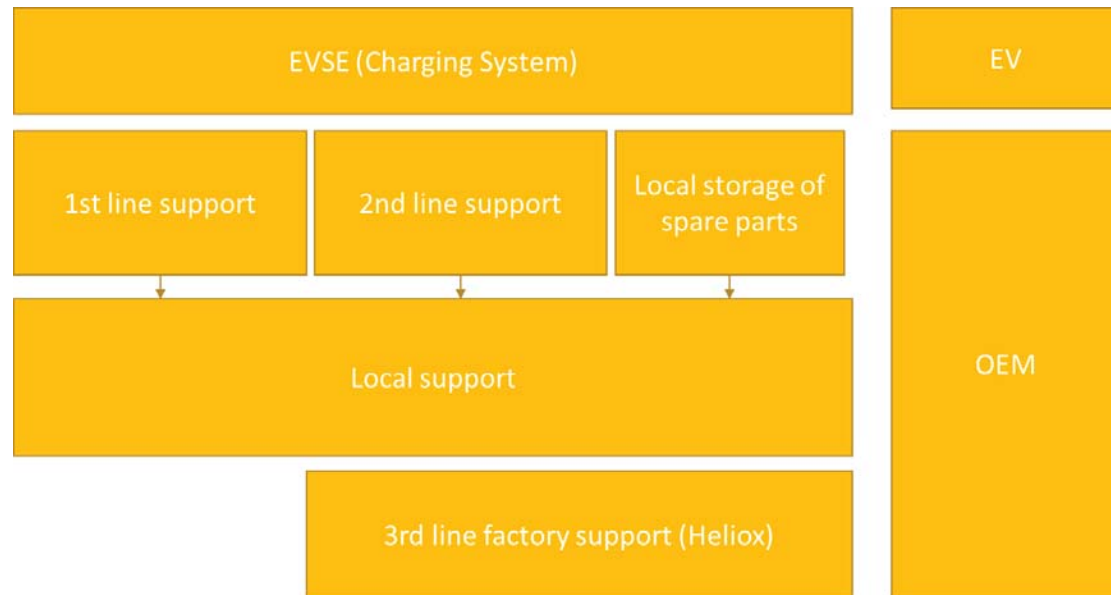 EVSE (Charging System)
EV
1st line support
2nd line support
Local storage of
spare parts
Local support
OEM
3rd line factory support (Heliox)